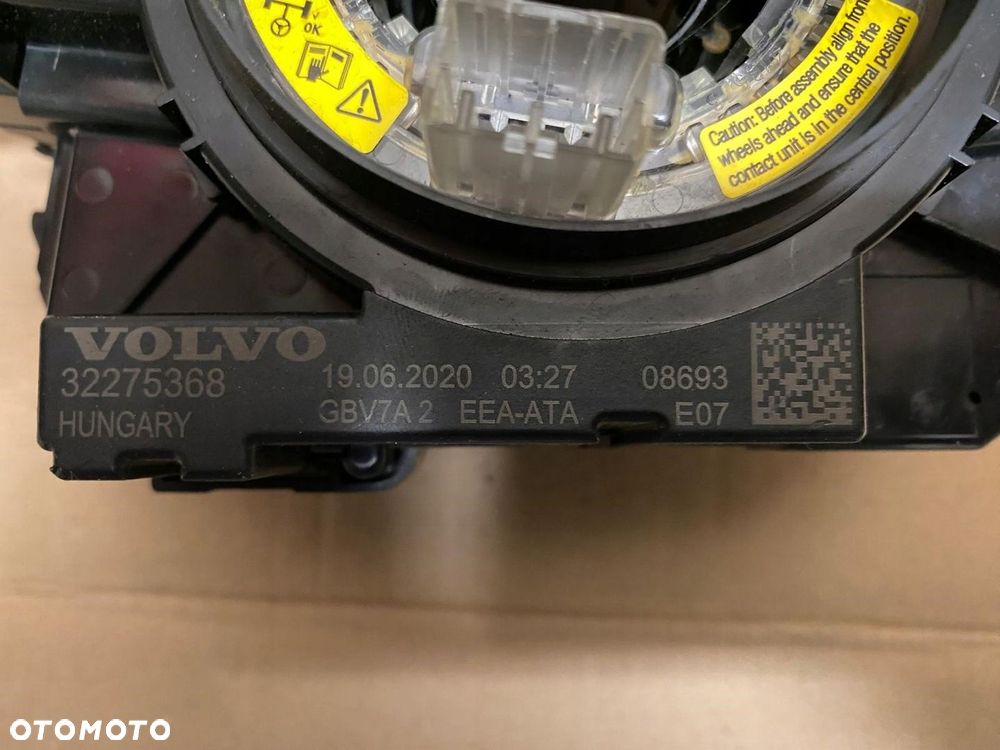 OK
Caution: Before assembly align front
wheels ahead and ensure that the
contact unit is in the central position.
VOLVO
32275368 19.06.2020 03:27 08693
HUNGARY GBV7A 2 EEA-ATA E07
OTOMOTO